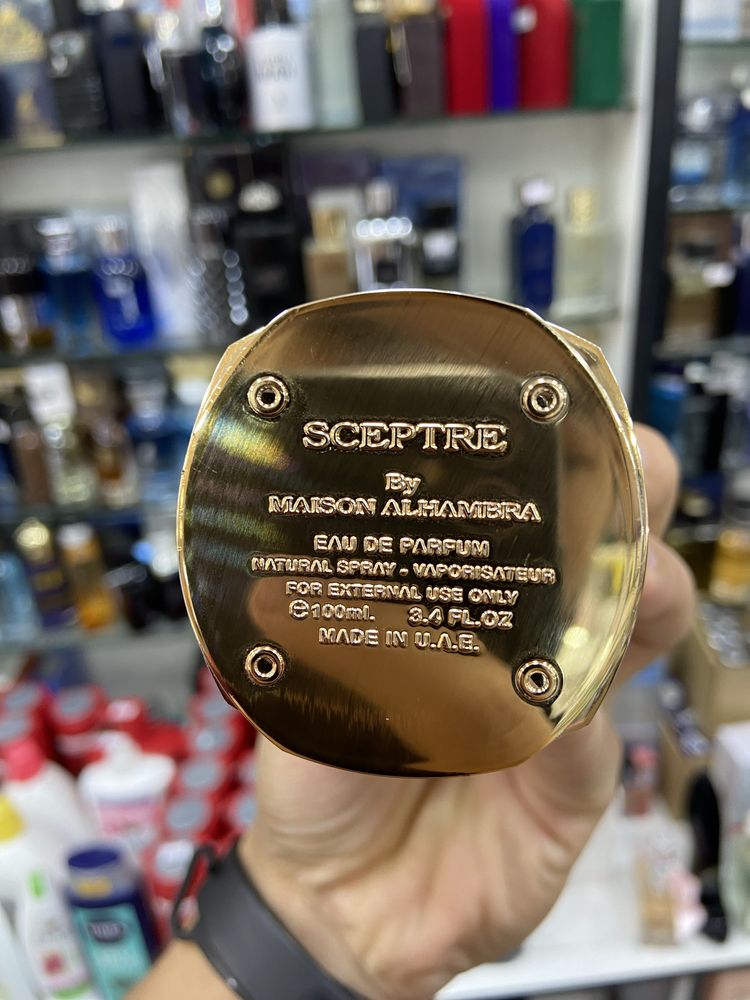 SCEPTRE
By
MAISON ALHAMBRA
EAU DE PARFUM
NATURAL SPRAY - VAPORISATEUR
FOR EXTERNAL USE ONLY
⊖100ml. 3.4 FL.OZ
MADE IN U.A.E.